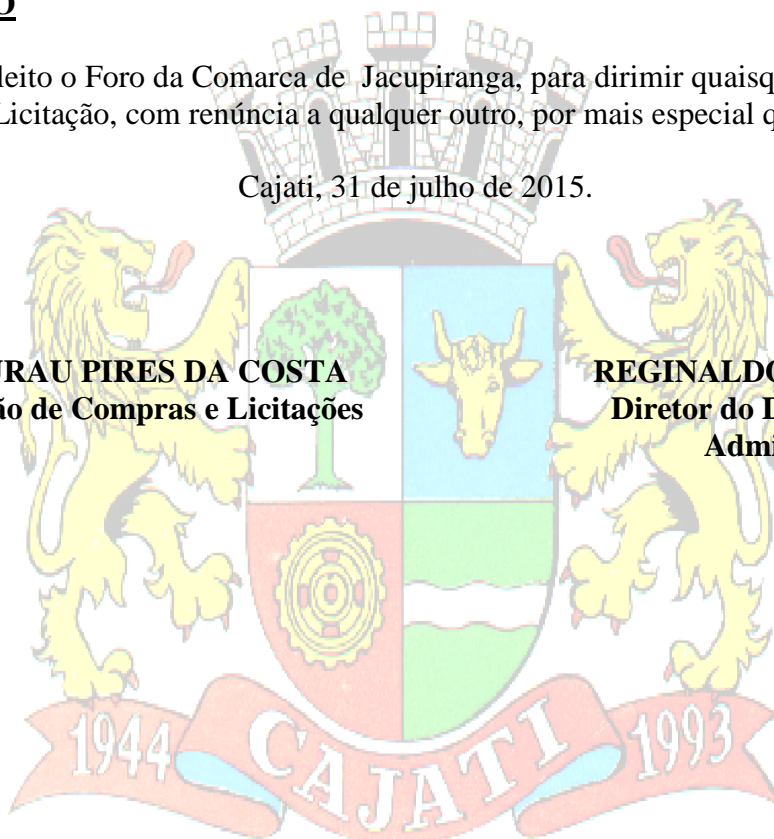 O
leito o Foro da Comarca de Jacupiranga, para dirimir quaisq
Licitação, com renúncia a qualquer outro, por mais especial q
Cajati, 31 de julho de 2015.
URAU PIRES DA COSTA
ão de Compras e Licitações
REGINALDO
Diretor do D
Admi
1944 CAJATI 1993